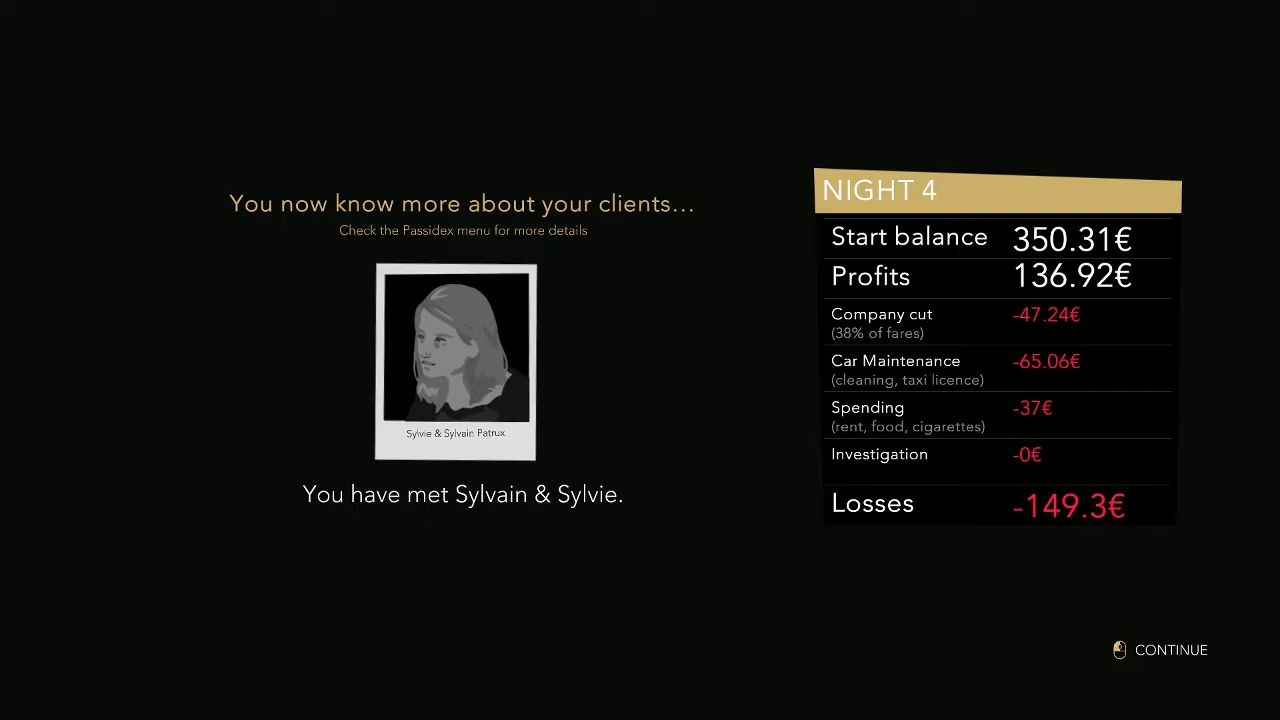 You now know more about your clients...
Check the Passidex menu for more details
Sylvie & Sylvain Patrux
You have met Sylvain & Sylvie.
NIGHT 4
Start balance 350.31€
Profits 136.92€
Company cut -47.24€
(38% of fares)
Car Maintenance -65.06€
(cleaning, taxi licence)
Spending -37€
(rent, food, cigarettes)
Investigation -0€
Losses -149.3€
CONTINUE